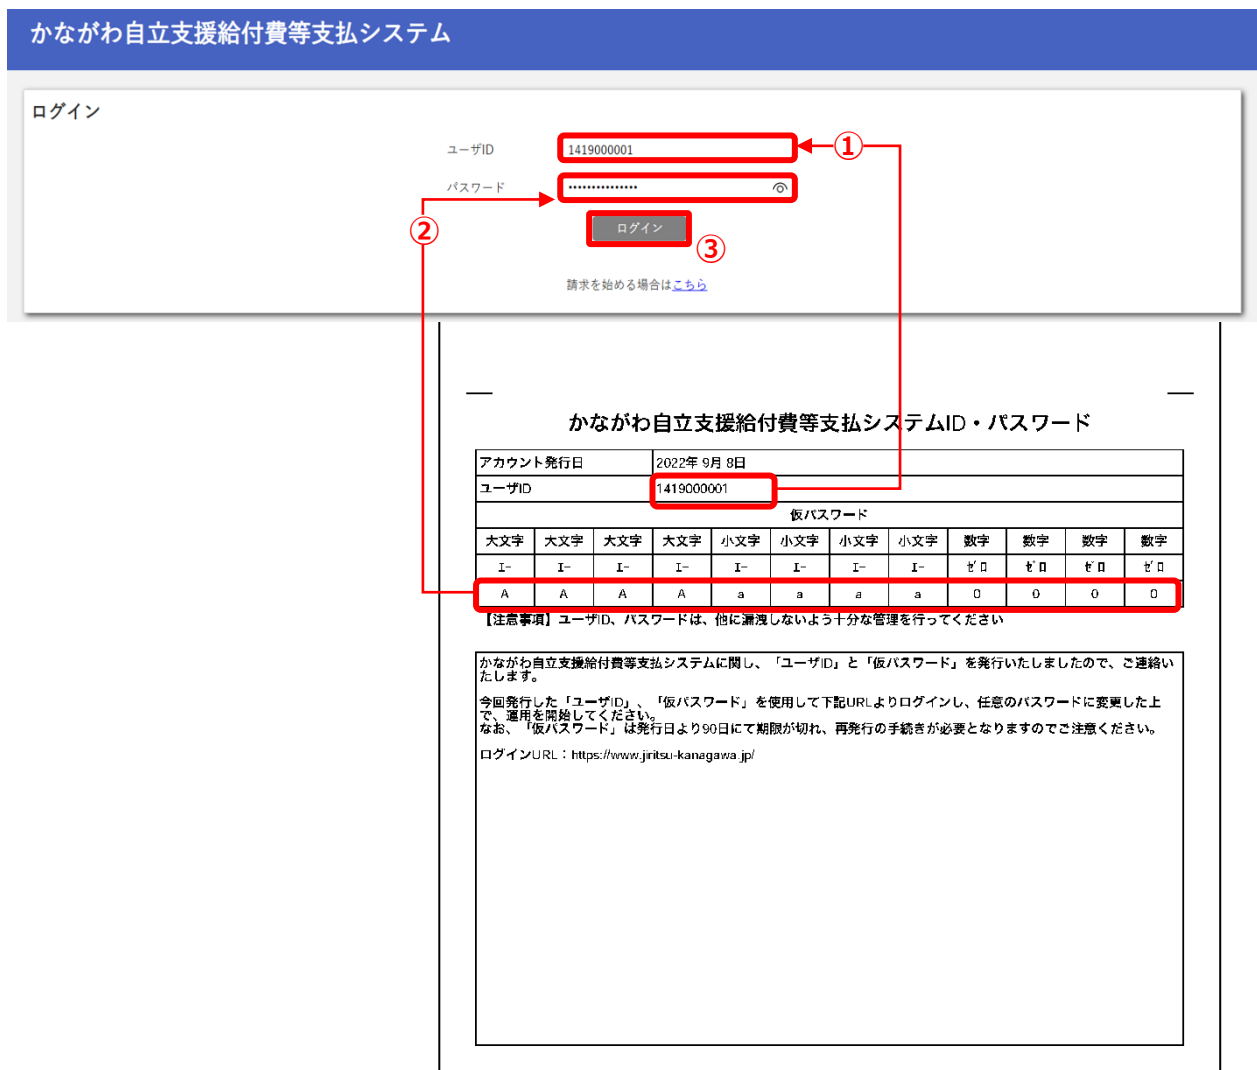 かながわ自立支援給付費等支払システム
ログイン
ユーザID 1419000001 ①
パスワード •••••••••••••••
②
ログイン
③
請求を始める場合はこちら
かながわ自立支援給付費等支払システムID・パスワード
アカウント発行日 2022年 9月 8日
ユーザID 1419000001
仮パスワード
大文字 大文字 大文字 大文字 小文字 小文字 小文字 小文字 数字 数字 数字 数字
エー エー エー エー エー エー エー エー ゼロ ゼロ ゼロ ゼロ
A A A A a a a a 0 0 0 0
【注意事項】ユーザID、パスワードは、他に漏洩しないよう十分な管理を行ってください
かながわ自立支援給付費等支払システムに関し、「ユーザID」と「仮パスワード」を発行いたしましたので、ご連絡い
たします。
今回発行した「ユーザID」、「仮パスワード」を使用して下記URLよりログインし、任意のパスワードに変更した上
で、運用を開始してください。
なお、「仮パスワード」は発行日より90日にて期限が切れ、再発行の手続きが必要となりますのでご注意ください。
ログインURL：https://www.jiritsu-kanagawa.jp/